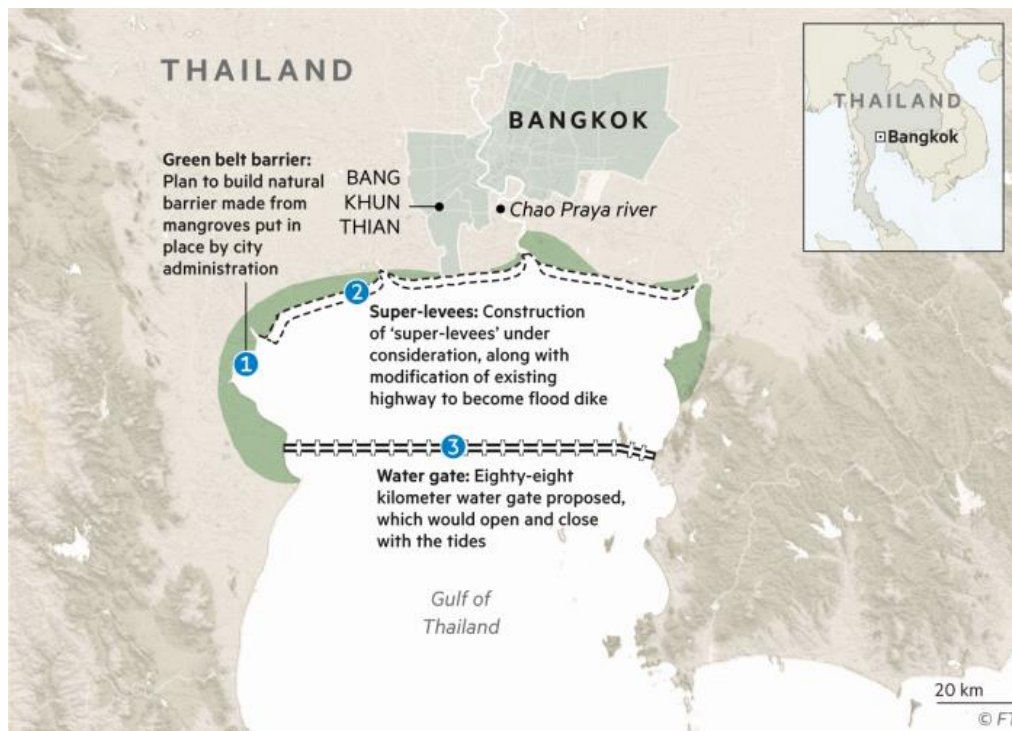 THAILAND
BANGKOK
Green belt barrier:
Plan to build natural
barrier made from
mangroves put in
place by city
administration
BANG
KHUN
THIAN
Chao Praya river
THAILAND
Bangkok
1
2
Super-levees: Construction
of ‘super-levees’ under
consideration, along with
modification of existing
highway to become flood dike
3
Water gate: Eighty-eight
kilometer water gate proposed,
which would open and close
with the tides
Gulf of
Thailand
20 km
© FT